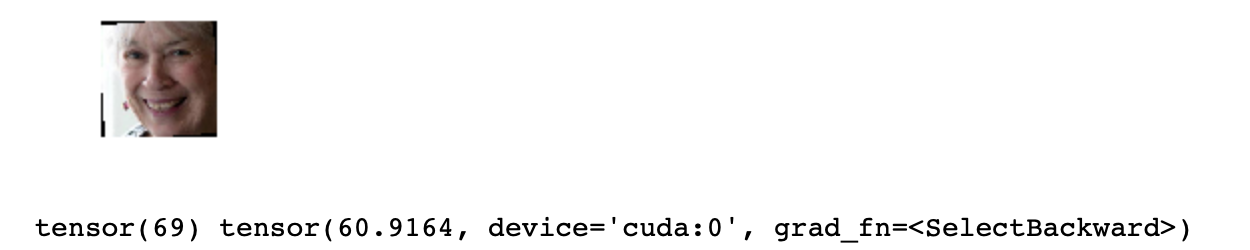 tensor(69) tensor(60.9164, device='cuda:0', grad_fn=<SelectBackward>)